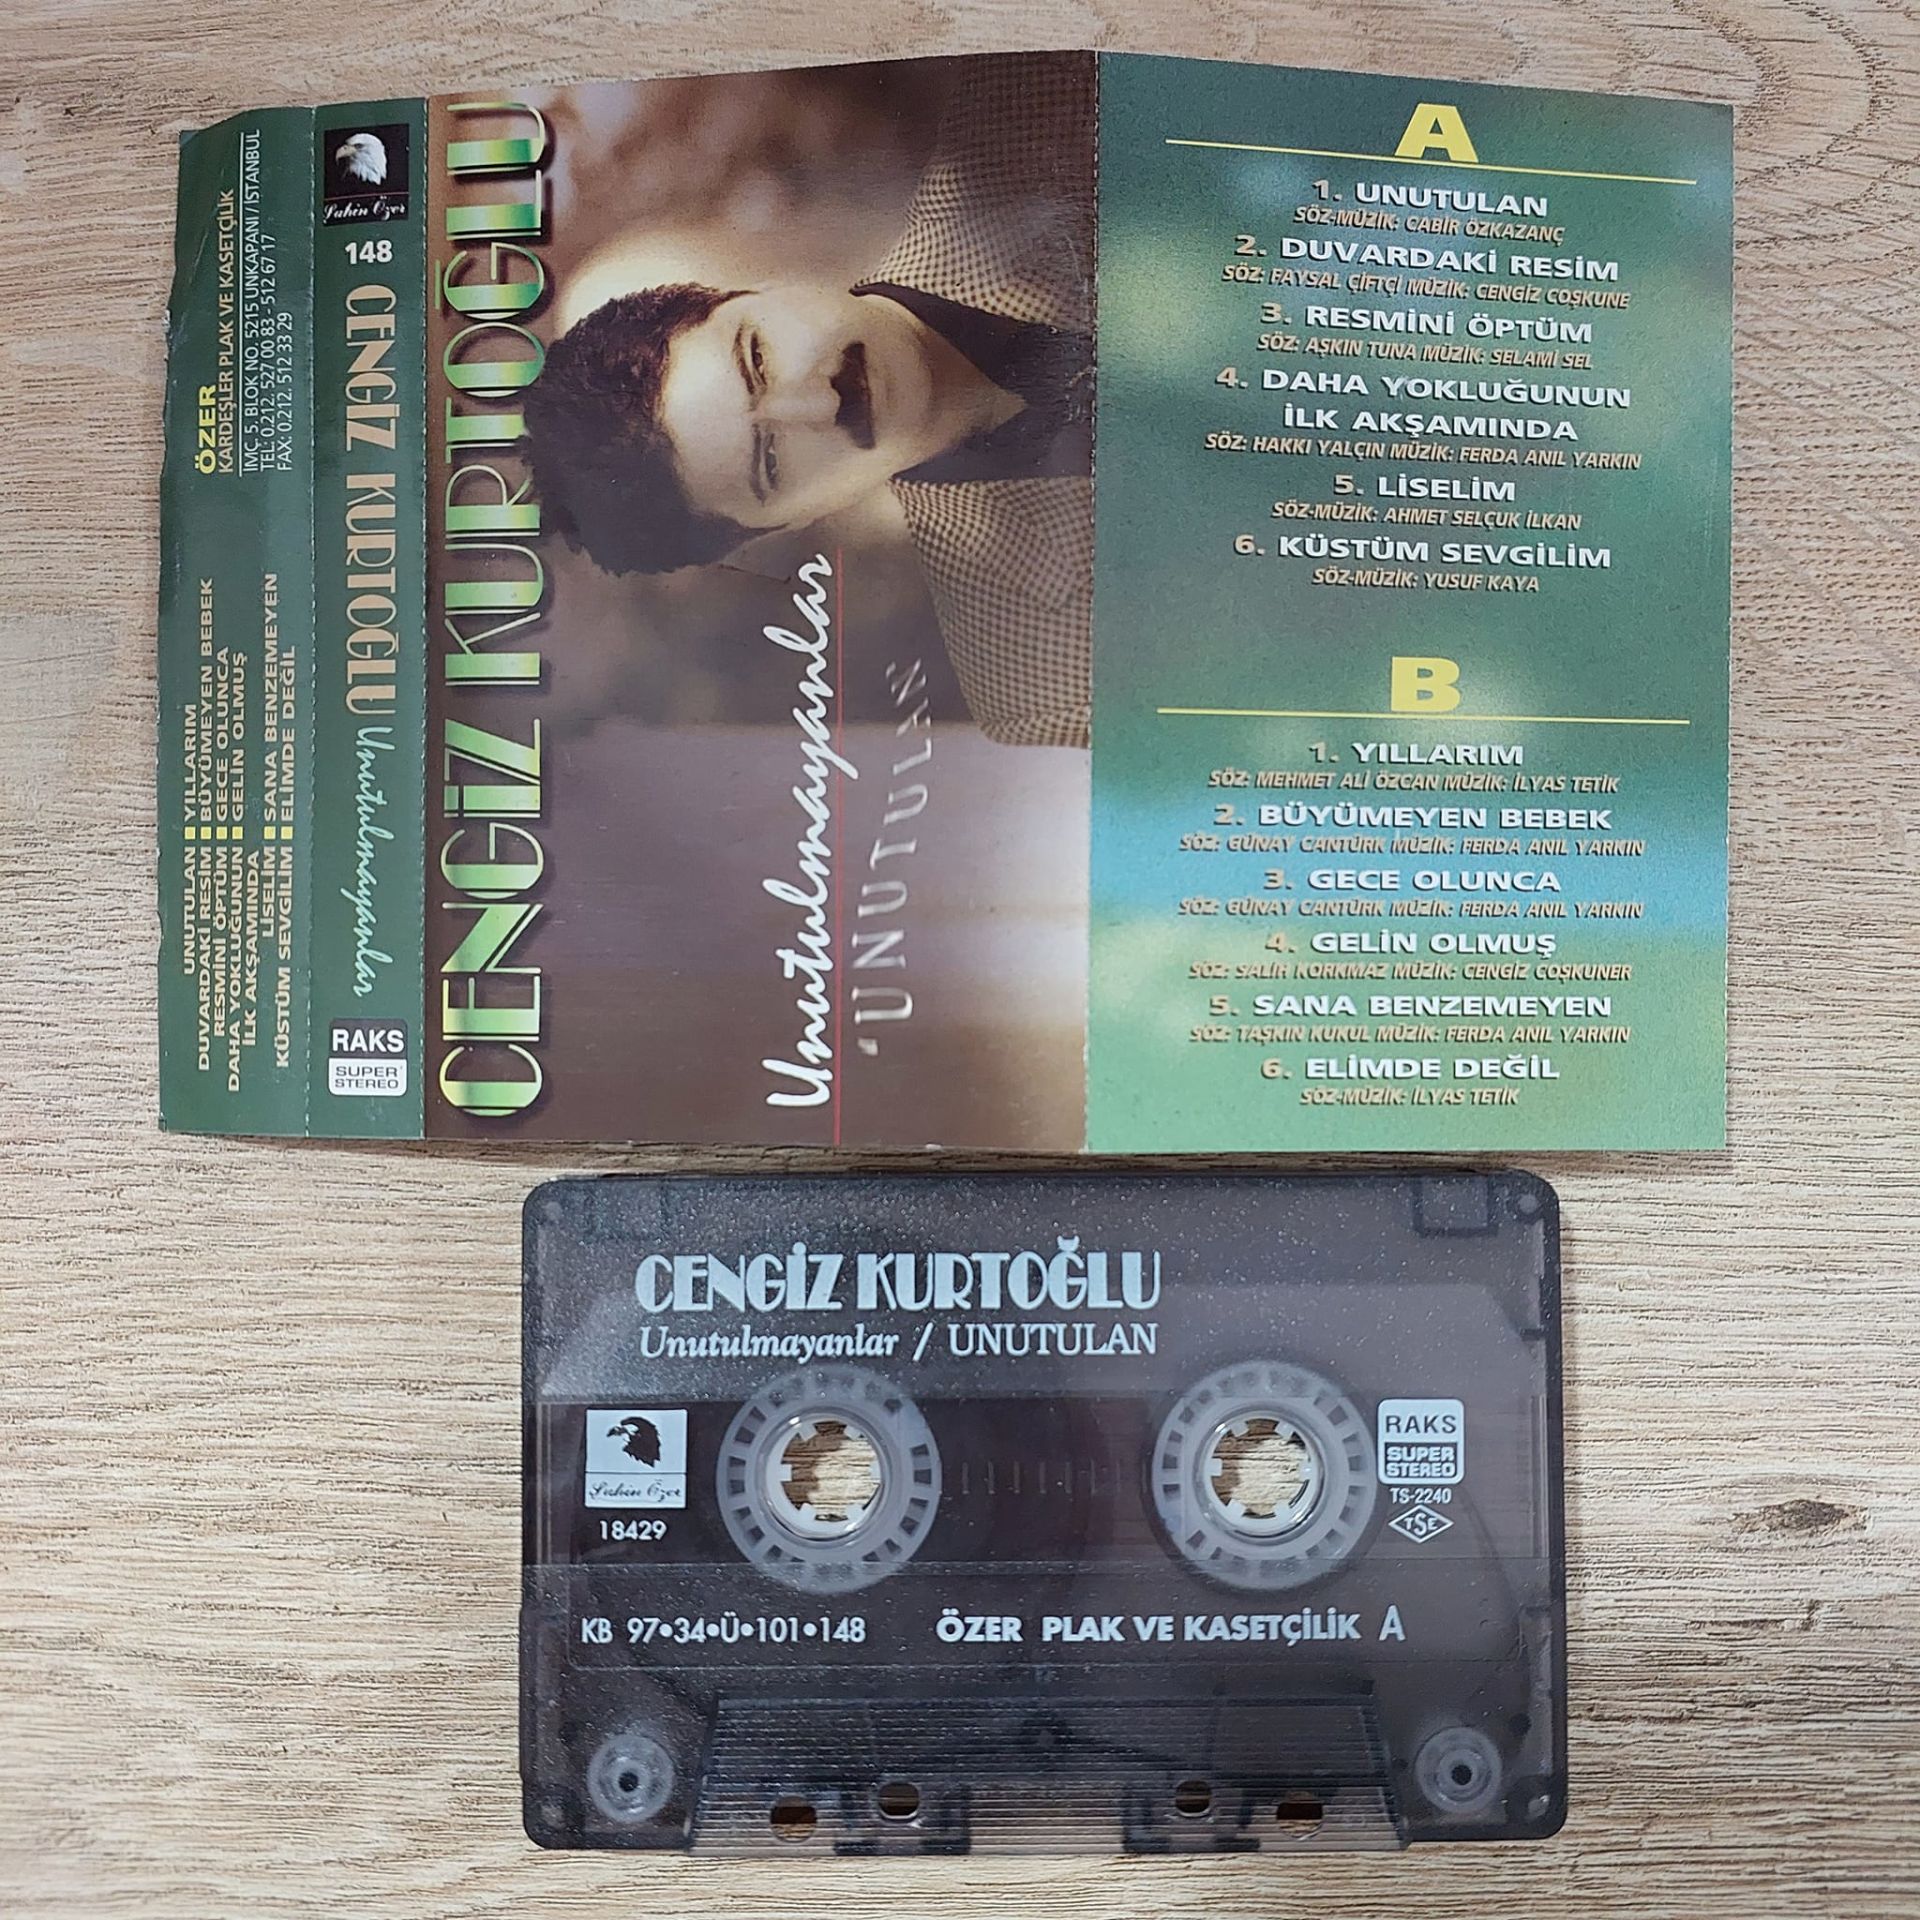 ÖZER
KARDEŞLER PLAK VE KASETÇİLİK
İMÇ. 5. BLOK NO. 5215 UNKAPANI/İSTANBUL
TEL: 0.212. 527 00 83 - 512 67 17
FAX: 0.212. 512 33 29
UNUTULAN ■ YILLARIM
DUVARDAKİ RESİM ■ BÜYÜMEYEN BEBEK
RESMİNİ ÖPTÜM ■ GECE OLUNCA
DAHA YOKLUĞUNUN ■ GELİN OLMUŞ
İLK AKŞAMINDA
LİSELİM ■ SANA BENZEMEYEN
KÜSTÜM SEVGİLİM ■ ELİMDE DEĞİL
Şahin Özer
148
CENGİZ KURTOĞLU Unutulmayanlar
RAKS
SUPER
STEREO
CENGİZ KURTOĞLU
Unutulmayanlar
'UNUTULAN'
A
1. UNUTULAN
SÖZ-MÜZİK: CABİR ÖZKAZANÇ
2. DUVARDAKİ RESİM
SÖZ: FAYSAL ÇİFTÇİ MÜZİK: CENGİZ COŞKUNE
3. RESMİNİ ÖPTÜM
SÖZ: AŞKIN TUNA MÜZİK: SELAMİ SEL
4. DAHA YOKLUĞUNUN
İLK AKŞAMINDA
SÖZ: HAKKI YALÇIN MÜZİK: FERDA ANIL YARKIN
5. LİSELİM
SÖZ-MÜZİK: AHMET SELÇUK İLKAN
6. KÜSTÜM SEVGİLİM
SÖZ-MÜZİK: YUSUF KAYA
B
1. YILLARIM
SÖZ: MEHMET ALİ ÖZCAN MÜZİK: İLYAS TETİK
2. BÜYÜMEYEN BEBEK
SÖZ: GÜNAY CANTÜRK MÜZİK: FERDA ANIL YARKIN
3. GECE OLUNCA
SÖZ: GÜNAY CANTÜRK MÜZİK: FERDA ANIL YARKIN
4. GELİN OLMUŞ
SÖZ: SALİH KORKMAZ MÜZİK: CENGİZ COŞKUNER
5. SANA BENZEMEYEN
SÖZ: TAŞKIN KUKUL MÜZİK: FERDA ANIL YARKIN
6. ELİMDE DEĞİL
SÖZ-MÜZİK: İLYAS TETİK
CENGİZ KURTOĞLU
Unutulmayanlar / UNUTULAN
Şahin Özer
18429
RAKS
SUPER
STEREO
TS-2240
TSE
KB 97•34•Ü•101•148 ÖZER PLAK VE KASETÇİLİK A